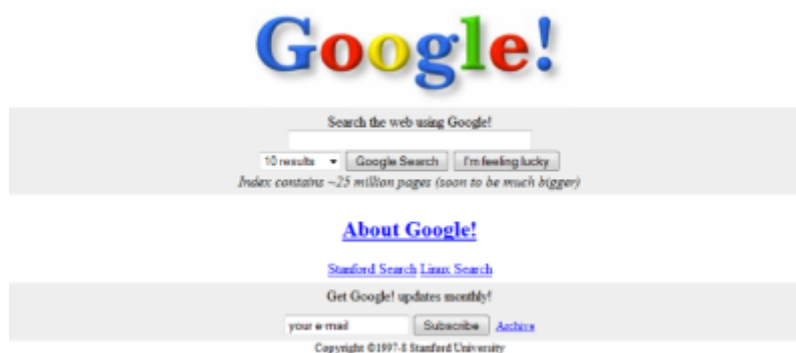 Google!
Search the web using Google!
10 results Google Search I'm feeling lucky
Index contains ~25 million pages (soon to be much bigger)
About Google!
Stanford Search Linux Search
Get Google! updates monthly!
your e-mail Subscribe Archive
Copyright ©1997-8 Stanford University